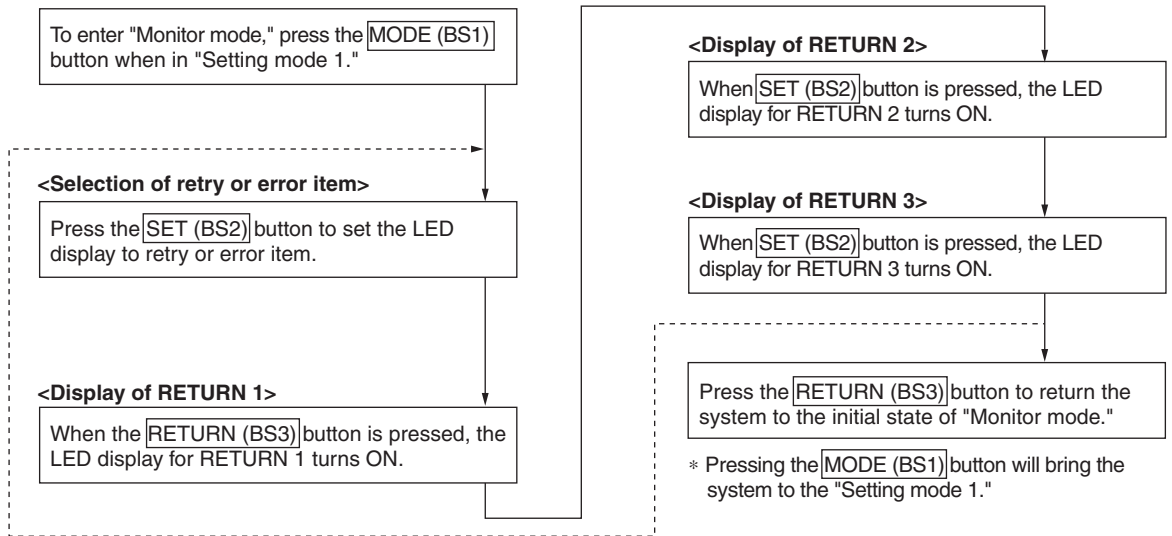 To enter "Monitor mode," press the MODE (BS1)
button when in "Setting mode 1."
<Selection of retry or error item>
Press the SET (BS2) button to set the LED
display to retry or error item.
<Display of RETURN 1>
When the RETURN (BS3) button is pressed, the
LED display for RETURN 1 turns ON.
<Display of RETURN 2>
When SET (BS2) button is pressed, the LED
display for RETURN 2 turns ON.
<Display of RETURN 3>
When SET (BS2) button is pressed, the LED
display for RETURN 3 turns ON.
Press the RETURN (BS3) button to return the
system to the initial state of "Monitor mode."
* Pressing the MODE (BS1) button will bring the
system to the "Setting mode 1."